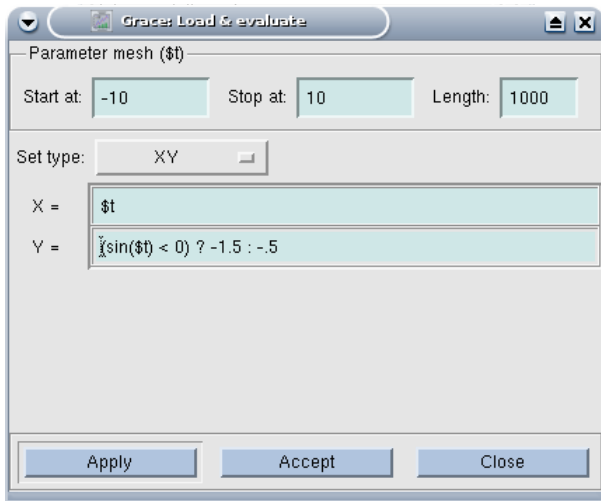 Grace: Load & evaluate
Parameter mesh ($t)
Start at: -10 Stop at: 10 Length: 1000
Set type: XY
X = $t
Y = (sin($t) < 0) ? -1.5 : -.5
Apply Accept Close